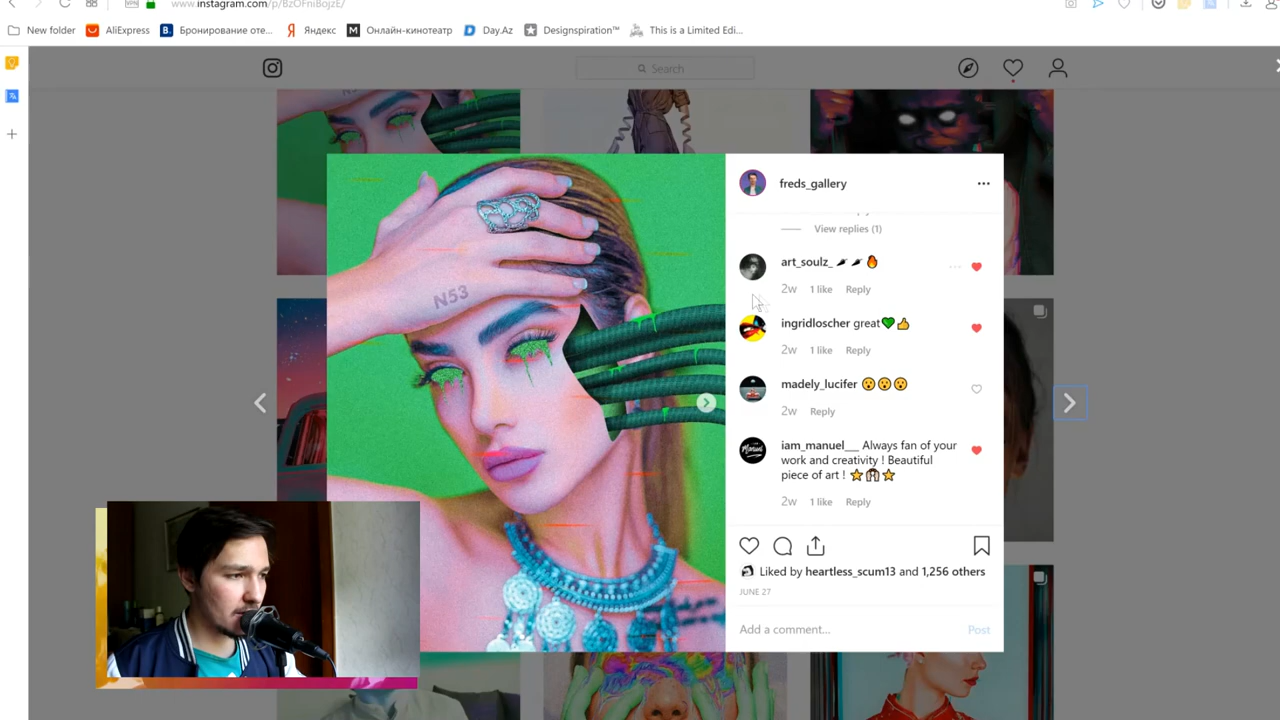 VPN www.instagram.com/p/BzOFniBojzE/
New folder AliExpress B. Бронирование оте... Я Яндекс M Онлайн-кинотеатр Day.Az Designspiration™ This is a Limited Edi...
Search
freds_gallery ...
View replies (1)
art_soulz_ 🌶️🌶️🔥
2w 1 like Reply
ingridloscher great💚👍
2w 1 like Reply
madely_lucifer 😮😮😮
2w Reply
iam_manuel___ Always fan of your
work and creativity ! Beautiful
piece of art ! ⭐🙌⭐
2w 1 like Reply
Liked by heartless_scum13 and 1,256 others
JUNE 27
Add a comment... Post
N53